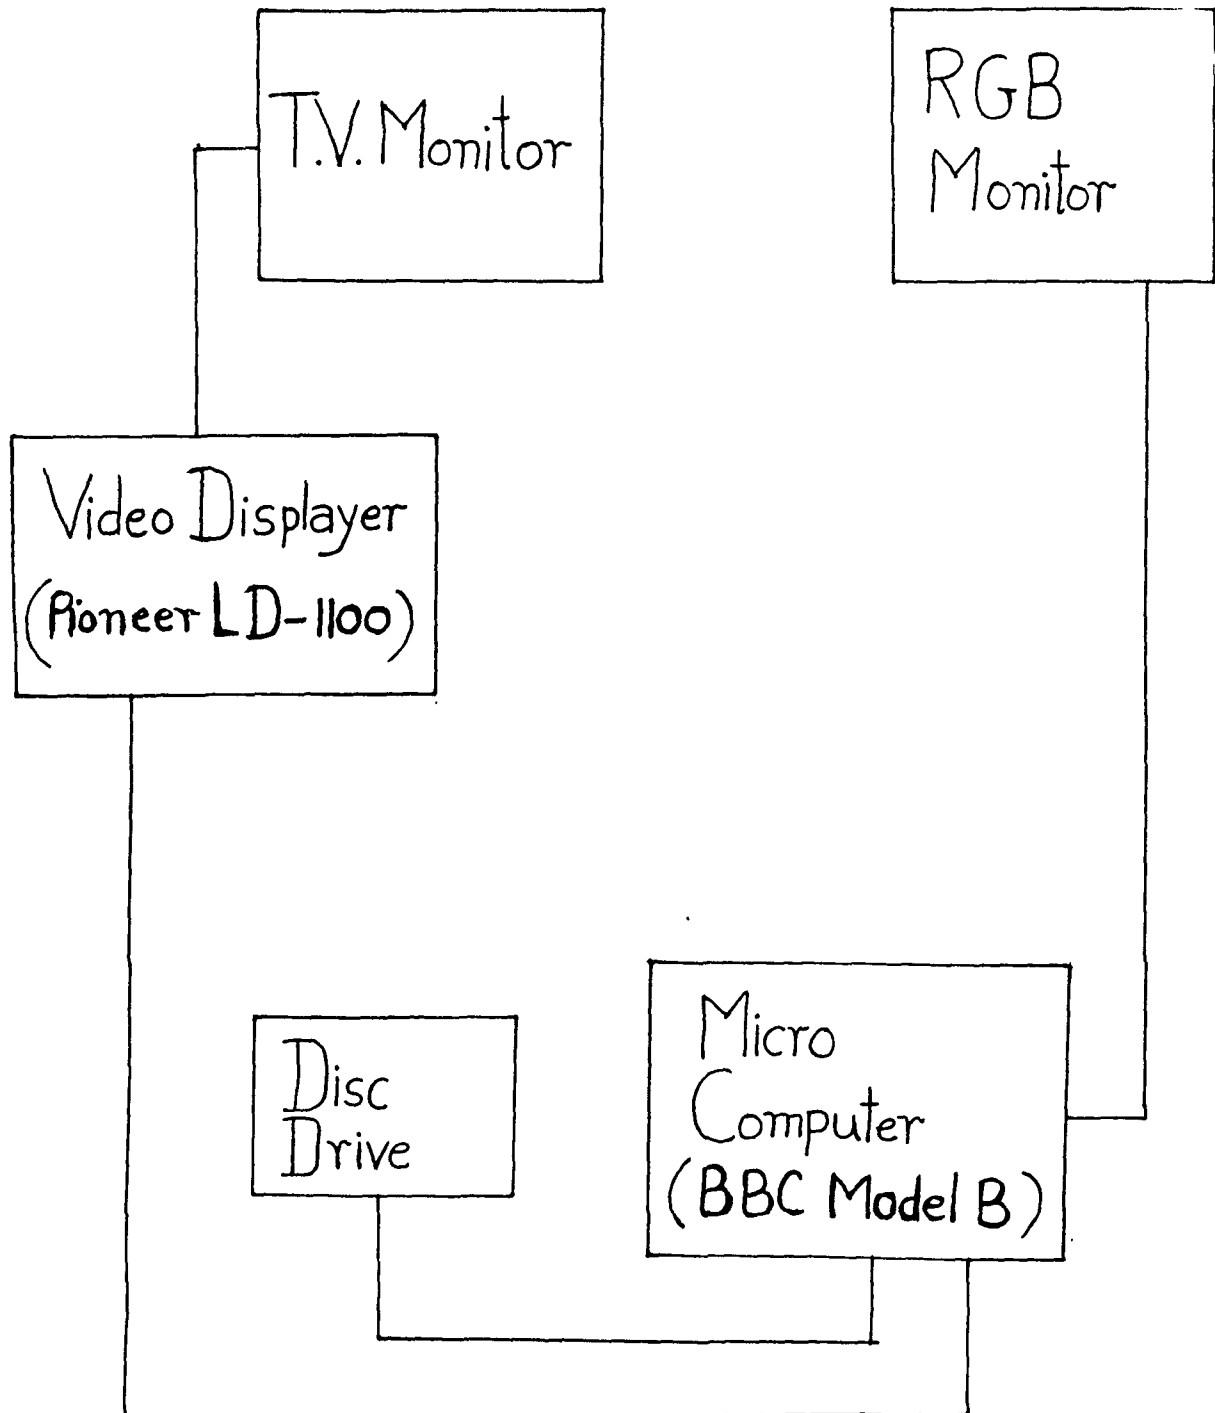 T.V. Monitor
RGB
Monitor
Video Displayer
(Pioneer LD-1100)
Disc
Drive
Micro
Computer
(BBC Model B)